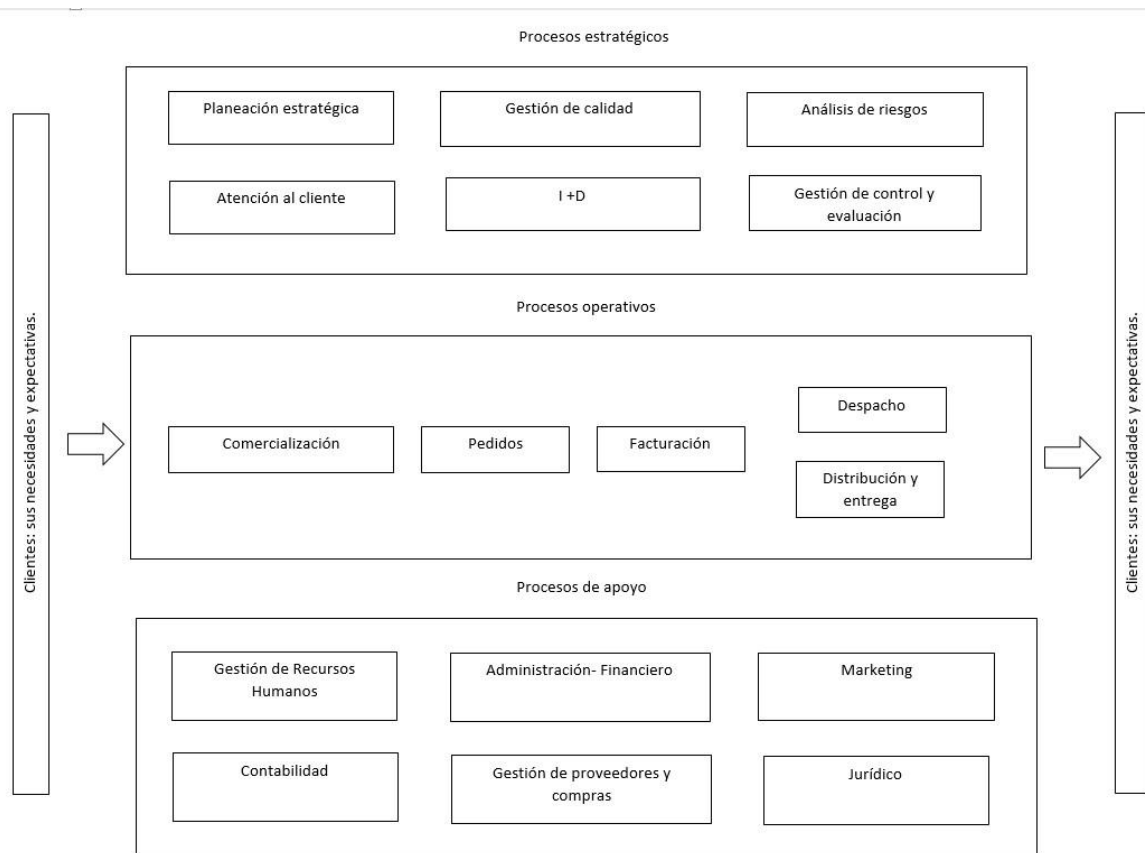 Procesos estratégicos
Planeación estratégica
Gestión de calidad
Análisis de riesgos
Atención al cliente
I +D
Gestión de control y
evaluación
Clientes: sus necesidades y expectativas.
Procesos operativos
Comercialización
Pedidos
Facturación
Despacho
Distribución y
entrega
Clientes: sus necesidades y expectativas.
Procesos de apoyo
Gestión de Recursos
Humanos
Administración- Financiero
Marketing
Contabilidad
Gestión de proveedores y
compras
Jurídico